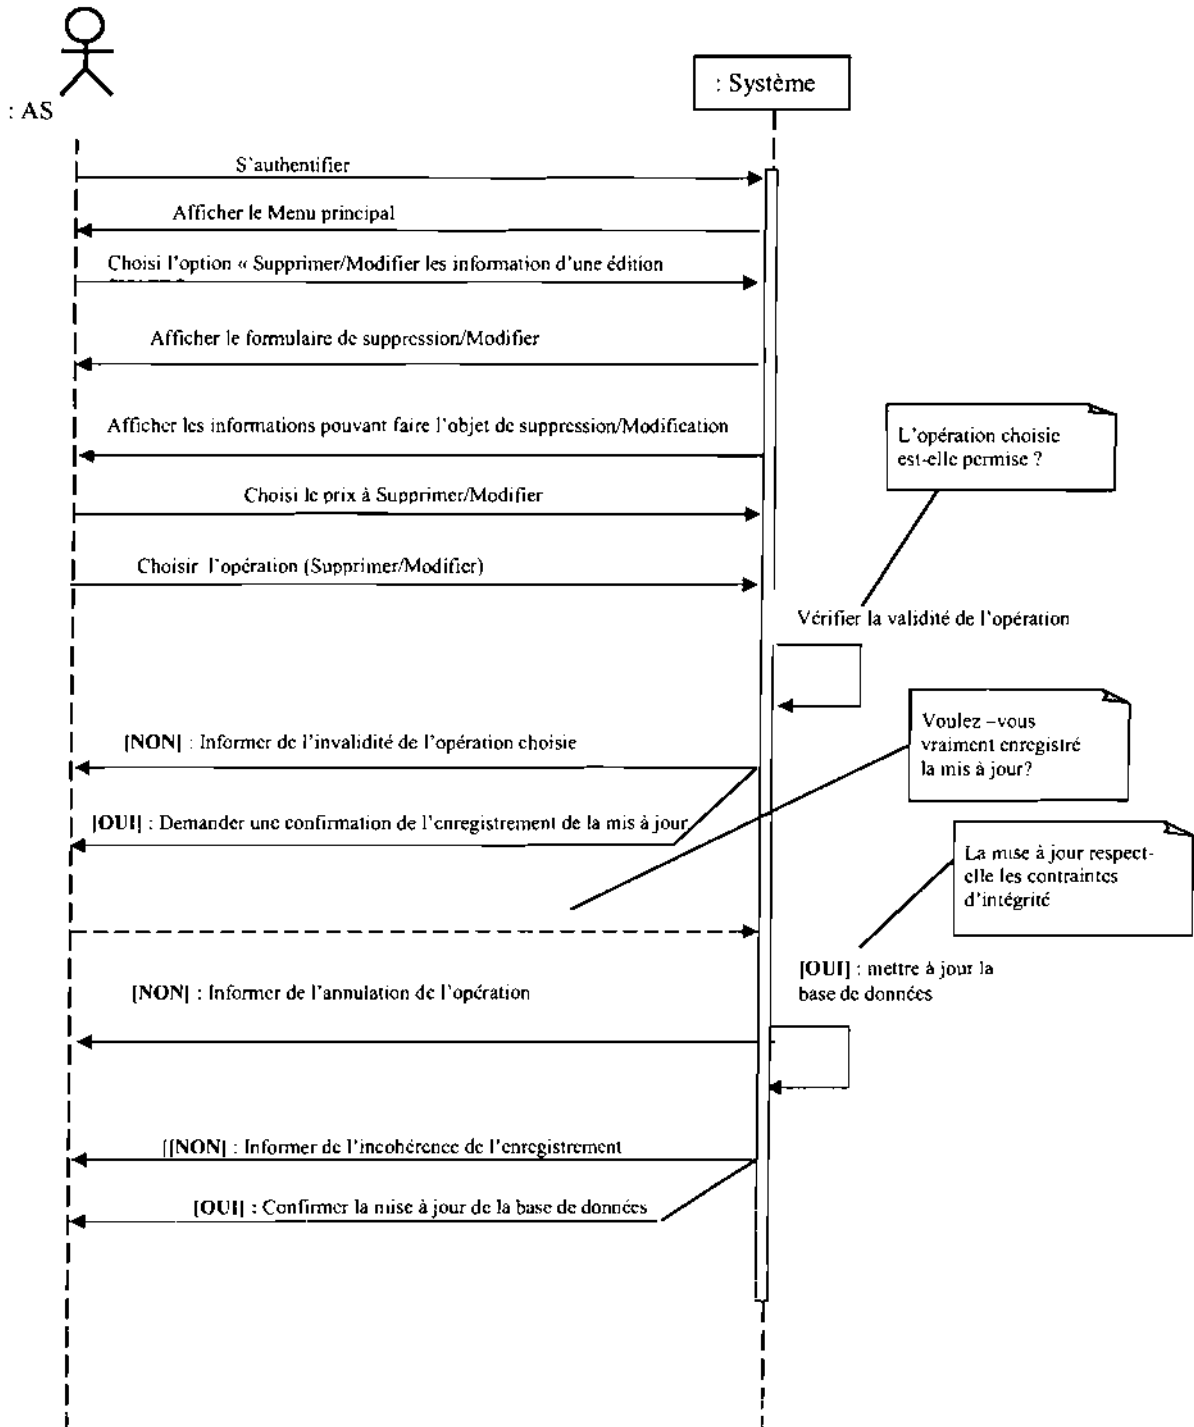 : AS
: Système
S'authentifier
Afficher le Menu principal
Choisi l'option « Supprimer/Modifier les information d'une édition
Afficher le formulaire de suppression/Modifier
Afficher les informations pouvant faire l'objet de suppression/Modification
L'opération choisie
est-elle permise ?
Choisi le prix à Supprimer/Modifier
Choisir l'opération (Supprimer/Modifier)
Vérifier la validité de l'opération
Voulez –vous
vraiment enregistré
la mis à jour?
[NON] : Informer de l'invalidité de l'opération choisie
[OUI] : Demander une confirmation de l'enregistrement de la mis à jour
La mise à jour respect-
elle les contraintes
d'intégrité
[OUI] : mettre à jour la
base de données
[NON] : Informer de l'annulation de l'opération
[[NON] : Informer de l'incohérence de l'enregistrement
[OUI] : Confirmer la mise à jour de la base de données